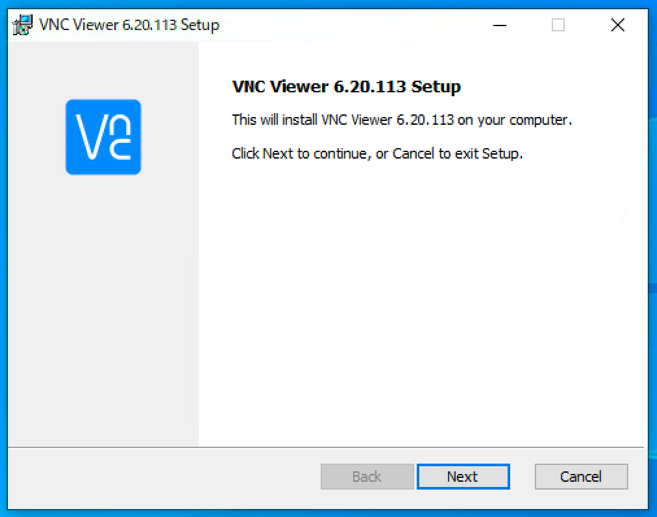 VNC Viewer 6.20.113 Setup
Vnc
VNC Viewer 6.20.113 Setup
This will install VNC Viewer 6.20.113 on your computer.
Click Next to continue, or Cancel to exit Setup.
Back
Next
Cancel